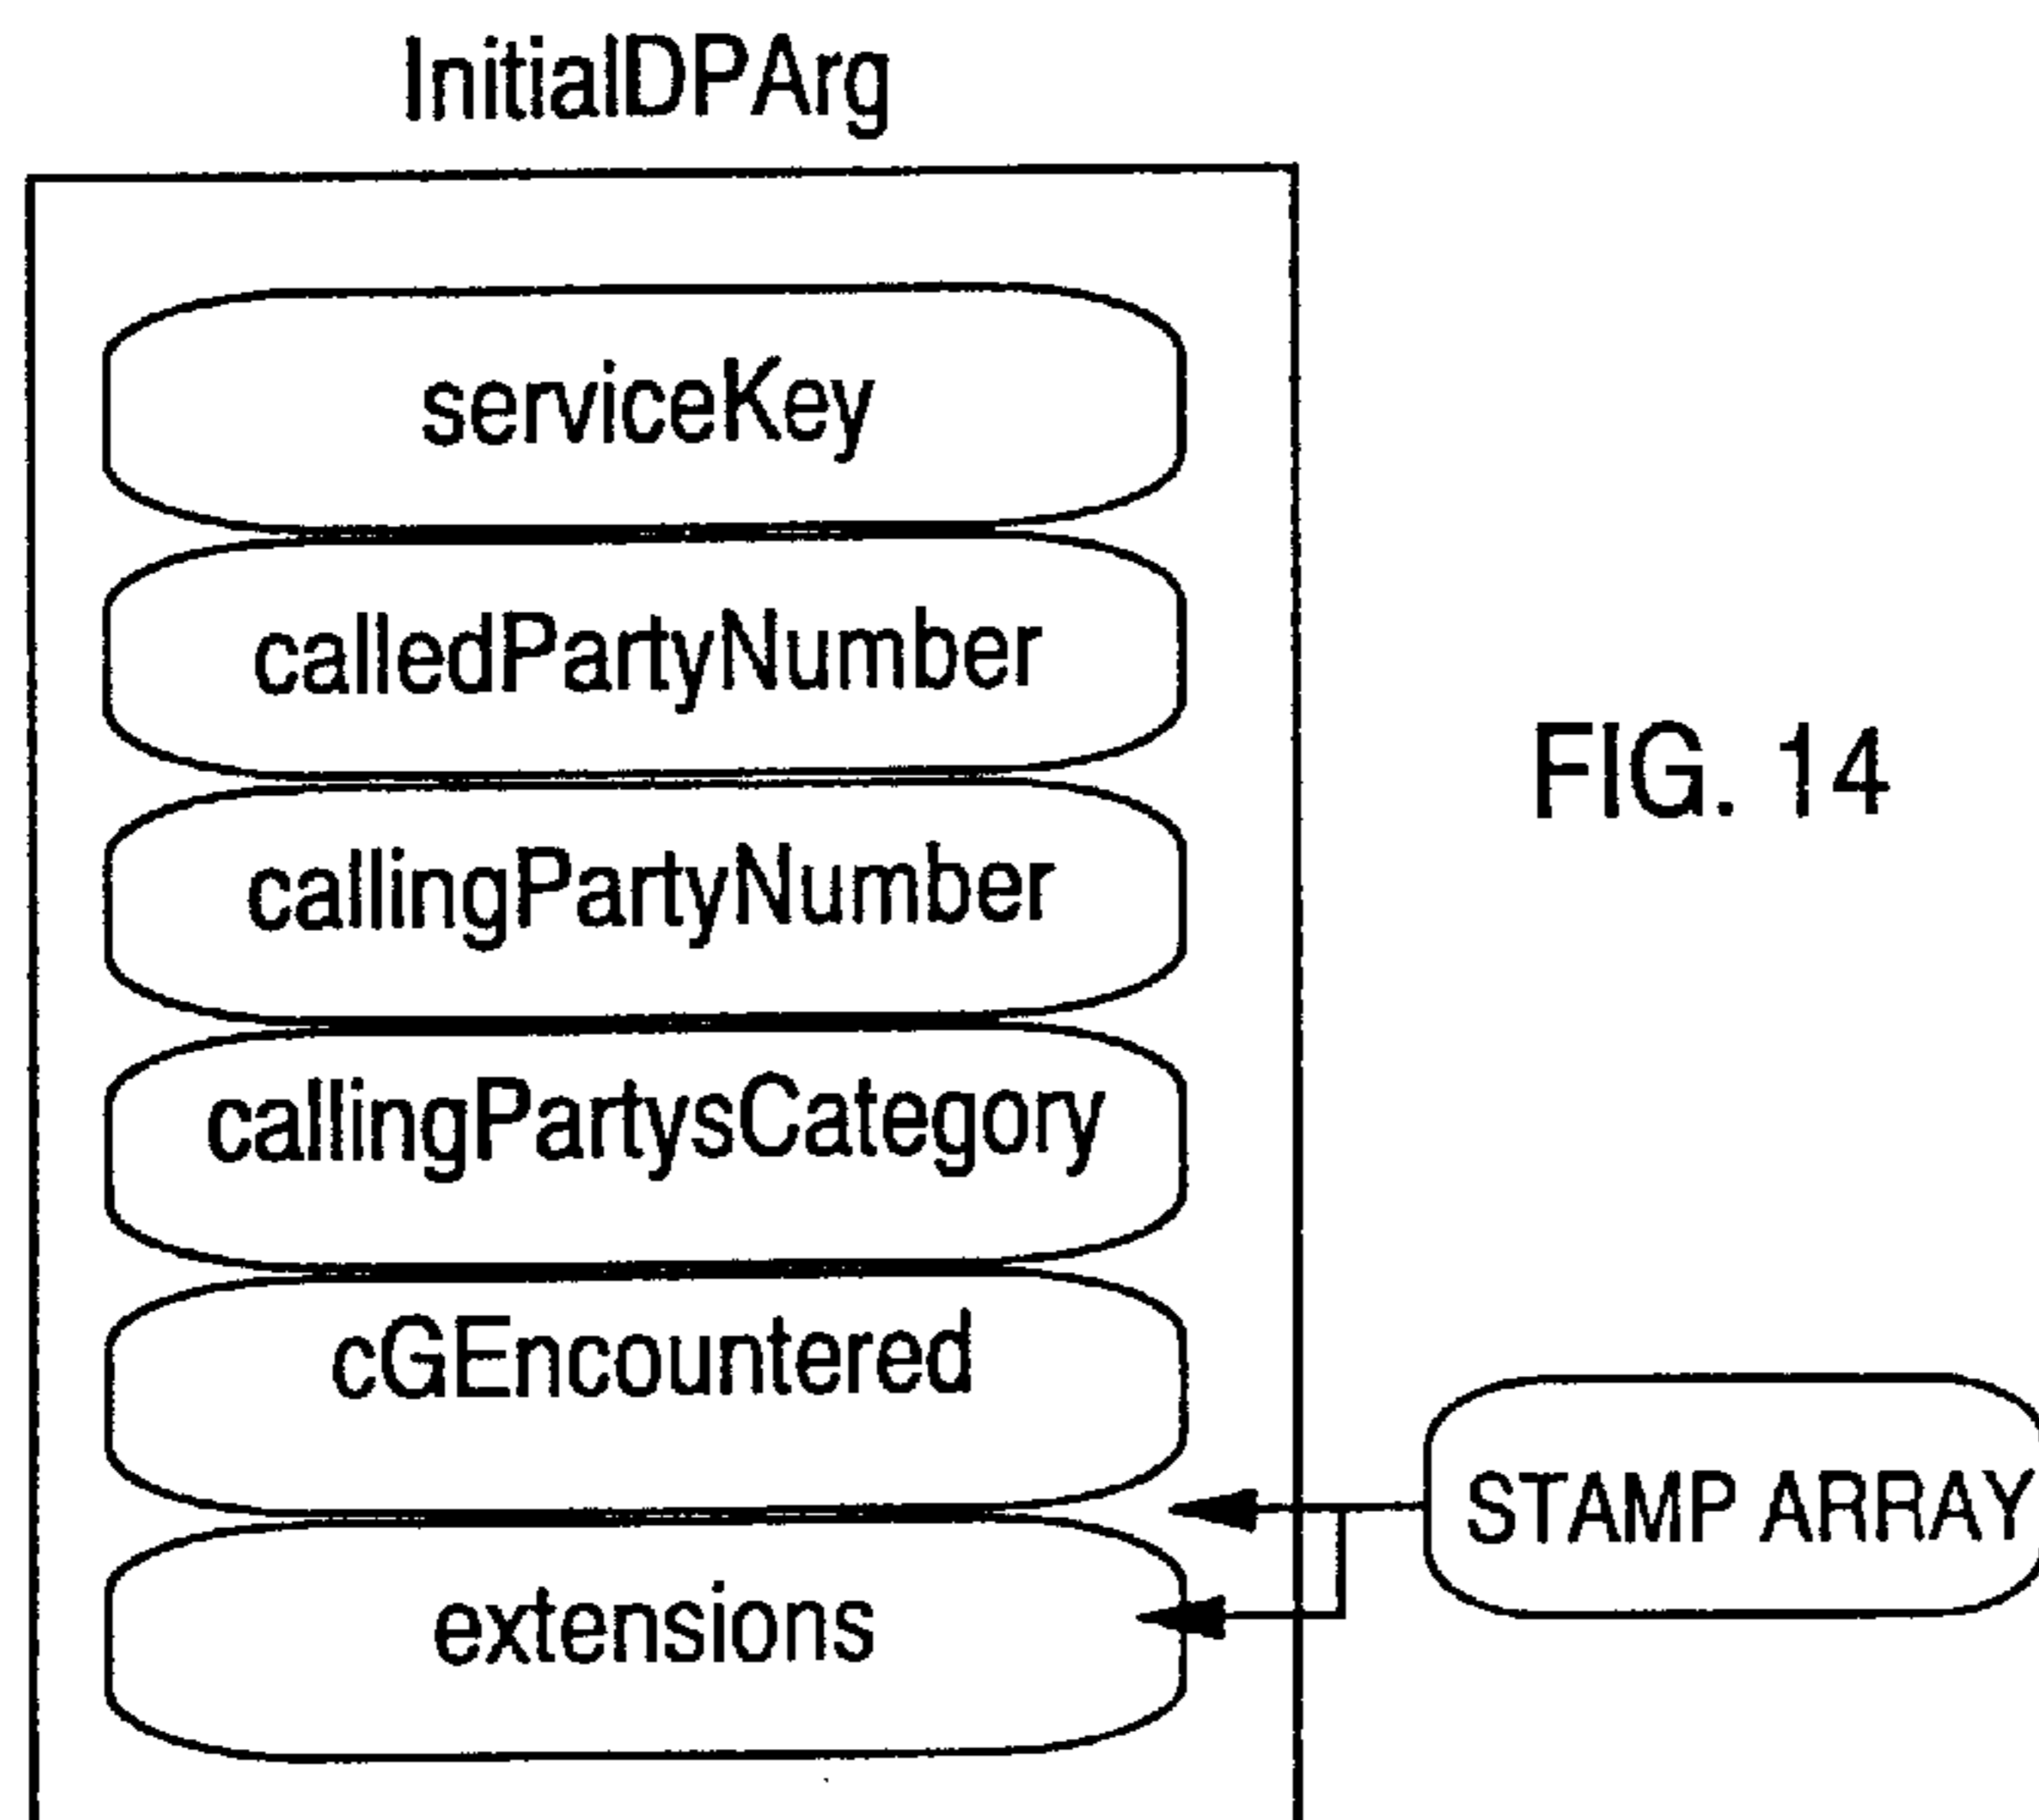 InitialDPArg
serviceKey
calledPartyNumber
FIG. 14
callingPartyNumber
callingPartysCategory
cGEncountered
STAMP ARRAY
extensions